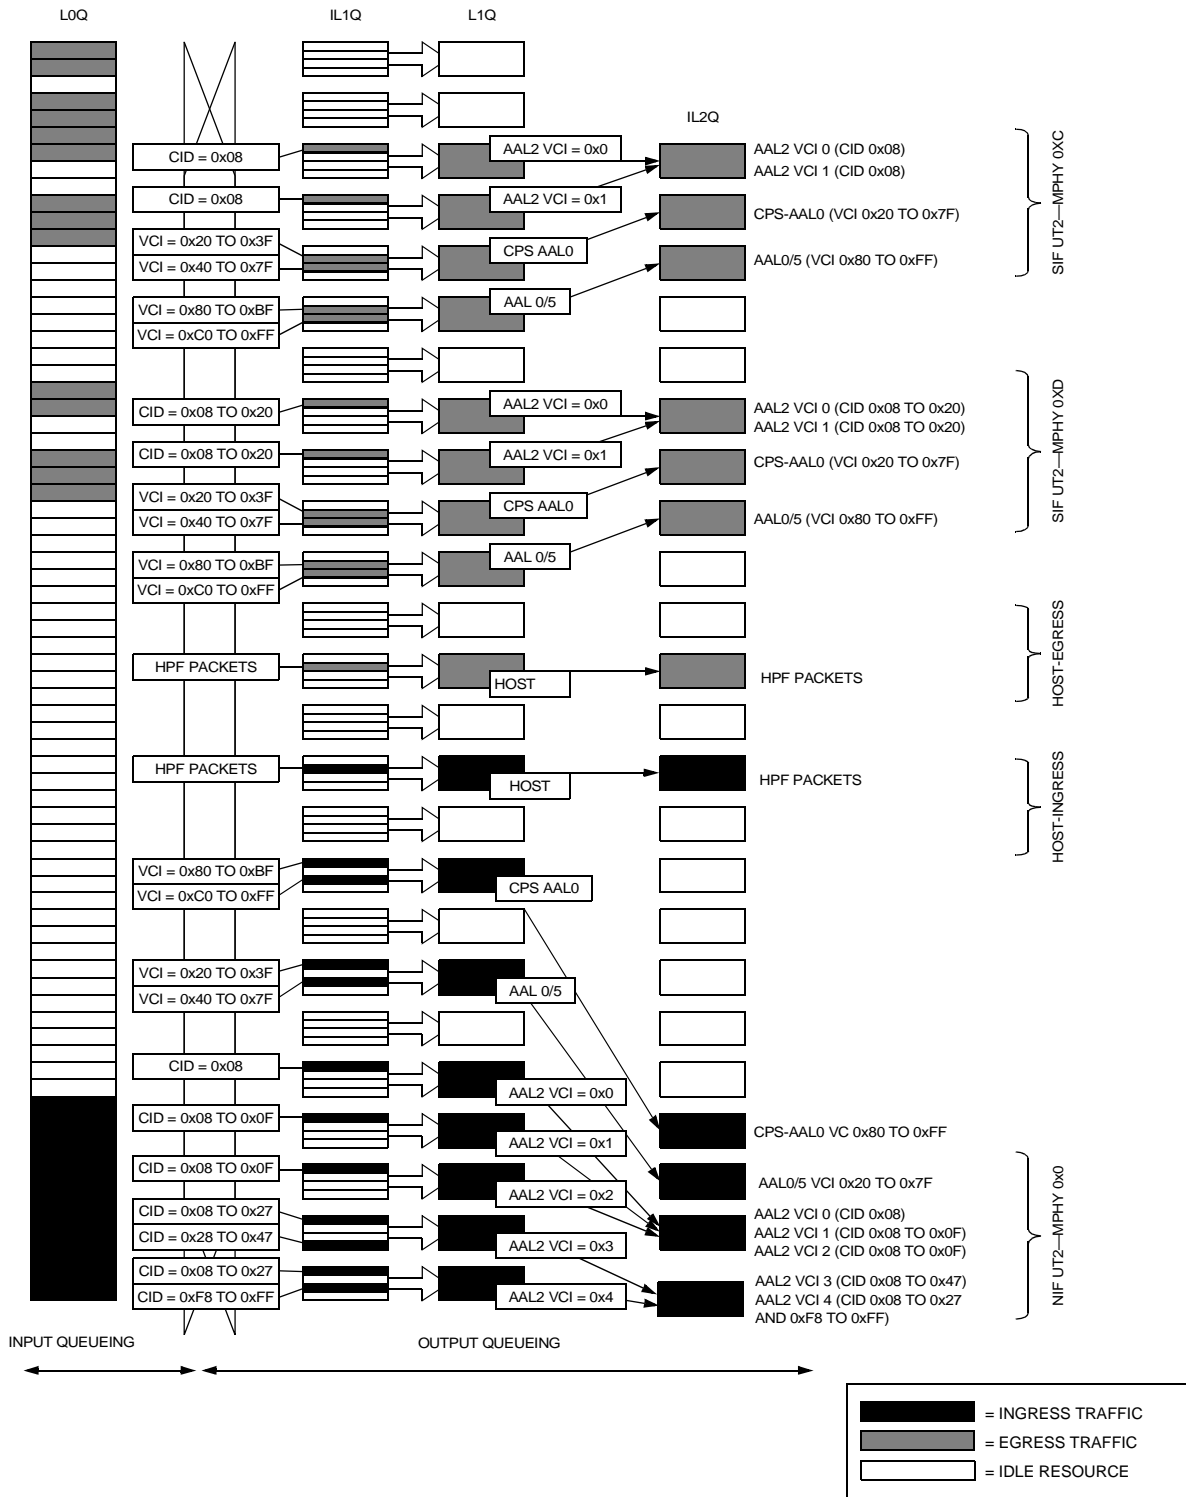 L0Q
IL1Q
L1Q
IL2Q
CID = 0x08
AAL2 VCI = 0x0
AAL2 VCI 0 (CID 0x08)
AAL2 VCI 1 (CID 0x08)
CID = 0x08
AAL2 VCI = 0x1
CPS-AAL0 (VCI 0x20 TO 0x7F)
VCI = 0x20 TO 0x3F
VCI = 0x40 TO 0x7F
CPS AAL0
AAL0/5 (VCI 0x80 TO 0xFF)
VCI = 0x80 TO 0xBF
VCI = 0xC0 TO 0xFF
AAL 0/5
SIF UT2—MPHY 0XC
CID = 0x08 TO 0x20
AAL2 VCI = 0x0
AAL2 VCI 0 (CID 0x08 TO 0x20)
AAL2 VCI 1 (CID 0x08 TO 0x20)
CID = 0x08 TO 0x20
AAL2 VCI = 0x1
CPS-AAL0 (VCI 0x20 TO 0x7F)
VCI = 0x20 TO 0x3F
VCI = 0x40 TO 0x7F
CPS AAL0
AAL0/5 (VCI 0x80 TO 0xFF)
VCI = 0x80 TO 0xBF
VCI = 0xC0 TO 0xFF
AAL 0/5
SIF UT2—MPHY 0XD
HPF PACKETS
HOST
HPF PACKETS
HOST-EGRESS
HPF PACKETS
HOST
HPF PACKETS
HOST-INGRESS
VCI = 0x80 TO 0xBF
VCI = 0xC0 TO 0xFF
CPS AAL0
VCI = 0x20 TO 0x3F
VCI = 0x40 TO 0x7F
AAL 0/5
CID = 0x08
AAL2 VCI = 0x0
CID = 0x08 TO 0x0F
AAL2 VCI = 0x1
CPS-AAL0 VC 0x80 TO 0xFF
CID = 0x08 TO 0x0F
AAL2 VCI = 0x2
AAL0/5 VCI 0x20 TO 0x7F
CID = 0x08 TO 0x27
CID = 0x28 TO 0x47
AAL2 VCI = 0x3
AAL2 VCI 0 (CID 0x08)
AAL2 VCI 1 (CID 0x08 TO 0x0F)
AAL2 VCI 2 (CID 0x08 TO 0x0F)
CID = 0x08 TO 0x27
CID = 0xF8 TO 0xFF
AAL2 VCI = 0x4
AAL2 VCI 3 (CID 0x08 TO 0x47)
AAL2 VCI 4 (CID 0x08 TO 0x27
AND 0xF8 TO 0xFF)
NIF UT2—MPHY 0x0
INPUT QUEUEING
OUTPUT QUEUEING
= INGRESS TRAFFIC
= EGRESS TRAFFIC
= IDLE RESOURCE